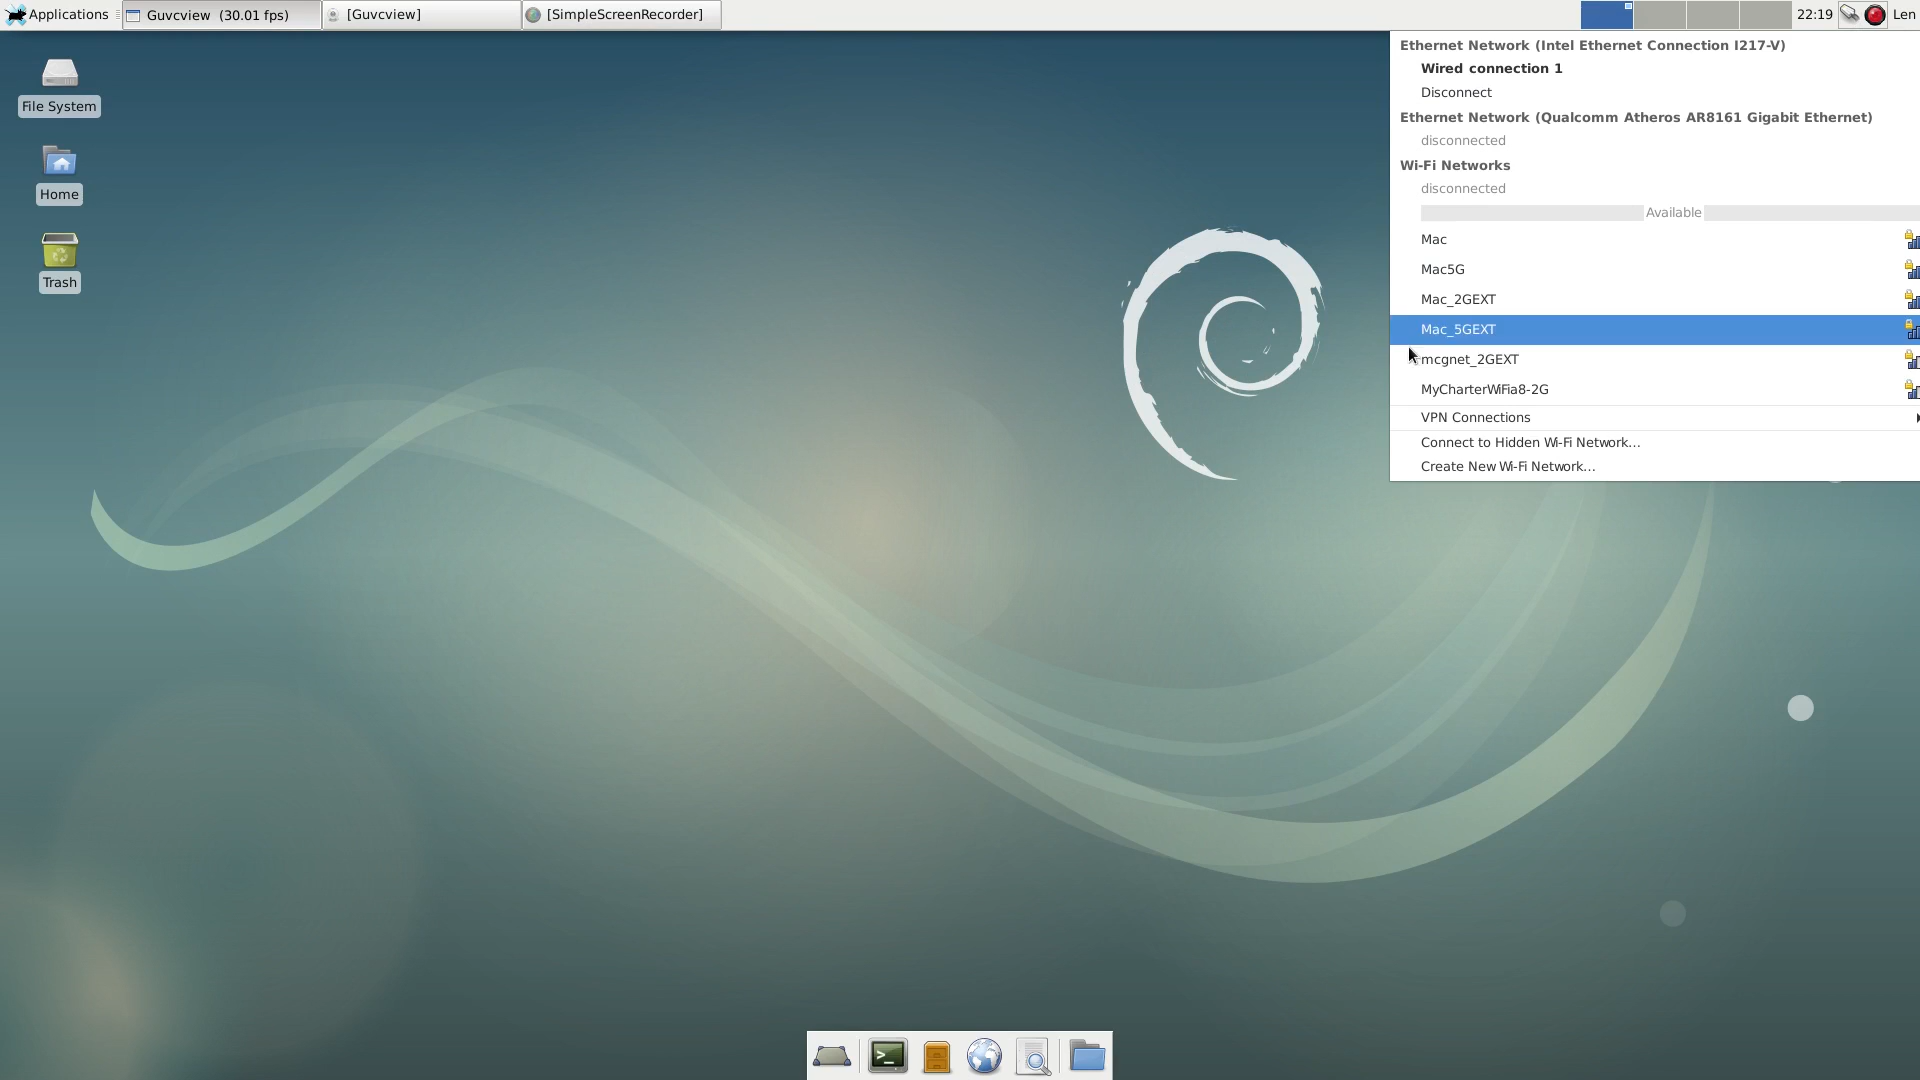 Applications
Guvcview (30.01 fps)
[Guvcview]
[SimpleScreenRecorder]
22:19
Len
File System
Home
Trash
Ethernet Network (Intel Ethernet Connection I217-V)
Wired connection 1
Disconnect
Ethernet Network (Qualcomm Atheros AR8161 Gigabit Ethernet)
disconnected
Wi-Fi Networks
disconnected
Available
Mac
Mac5G
Mac_2GEXT
Mac_5GEXT
mcgnet_2GEXT
MyCharterWiFia8-2G
VPN Connections
Connect to Hidden Wi-Fi Network...
Create New Wi-Fi Network...
>_